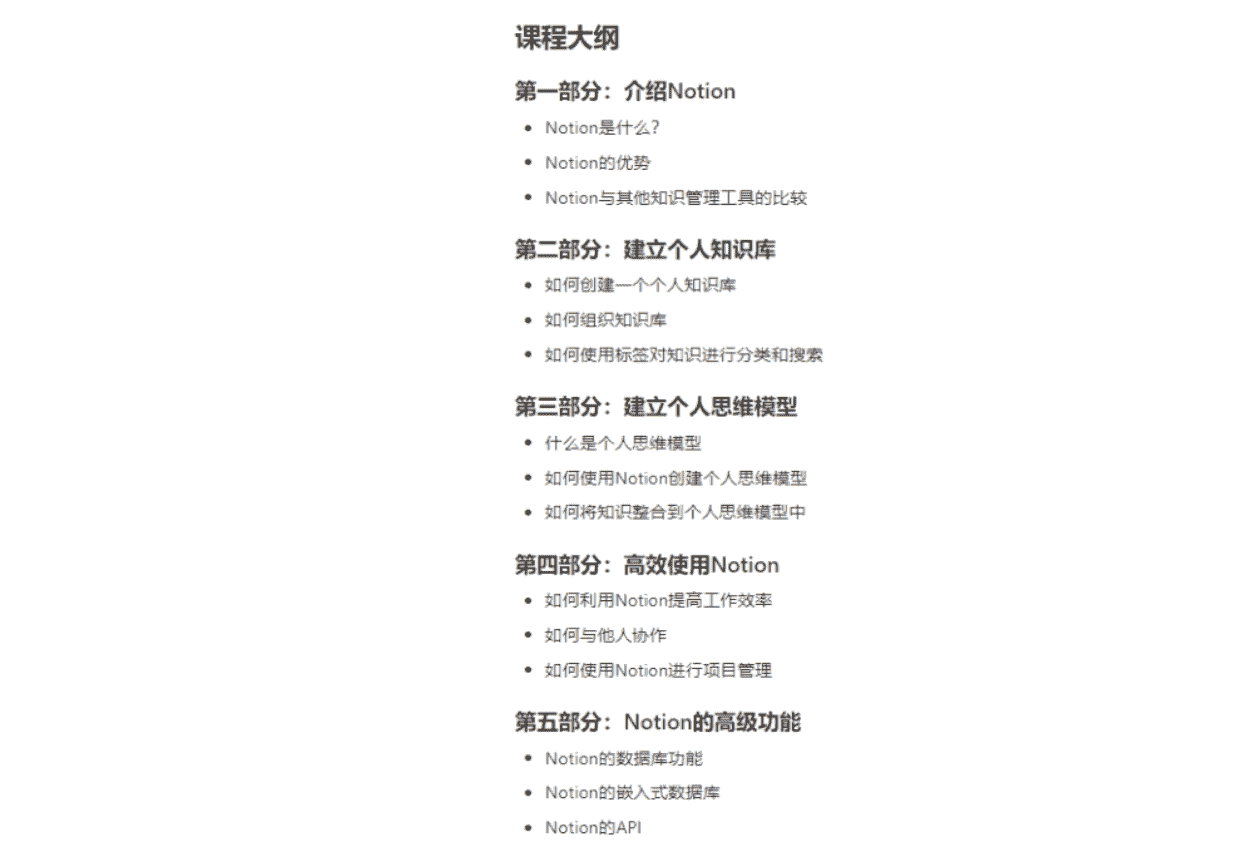 课程大纲
第一部分：介绍Notion
• Notion是什么？
• Notion的优势
• Notion与其他知识管理工具的比较
第二部分：建立个人知识库
• 如何创建一个个人知识库
• 如何组织知识库
• 如何使用标签对知识进行分类和搜索
第三部分：建立个人思维模型
• 什么是个人思维模型
• 如何使用Notion创建个人思维模型
• 如何将知识整合到个人思维模型中
第四部分：高效使用Notion
• 如何利用Notion提高工作效率
• 如何与他人协作
• 如何使用Notion进行项目管理
第五部分：Notion的高级功能
• Notion的数据库功能
• Notion的嵌入式数据库
• Notion的API